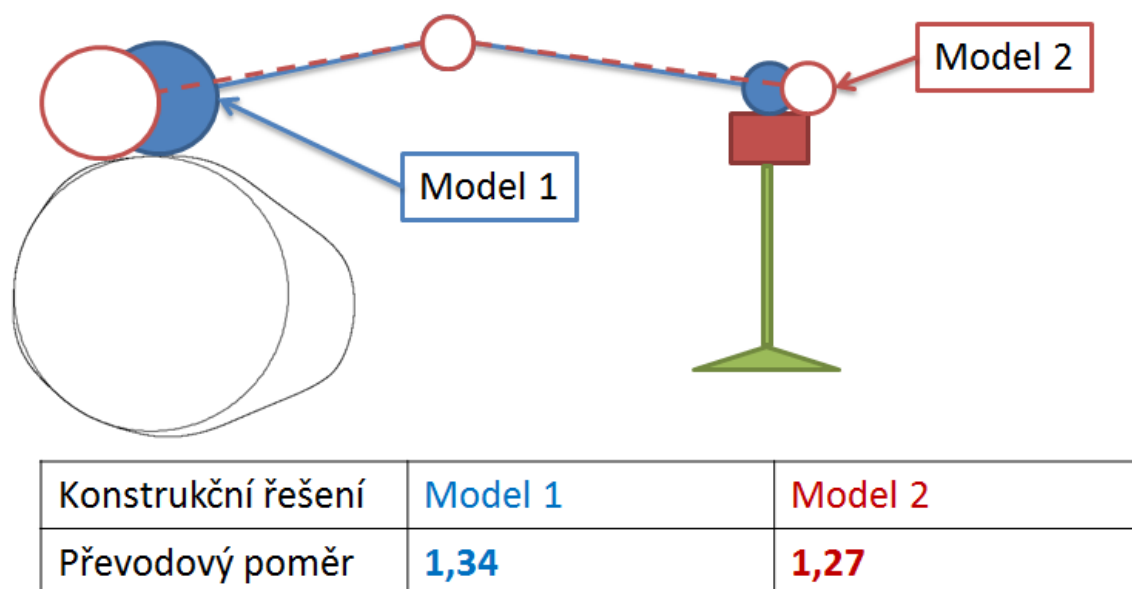 Model 2
Model 1
Konstrukční řešení Model 1 Model 2
Převodový poměr 1,34 1,27